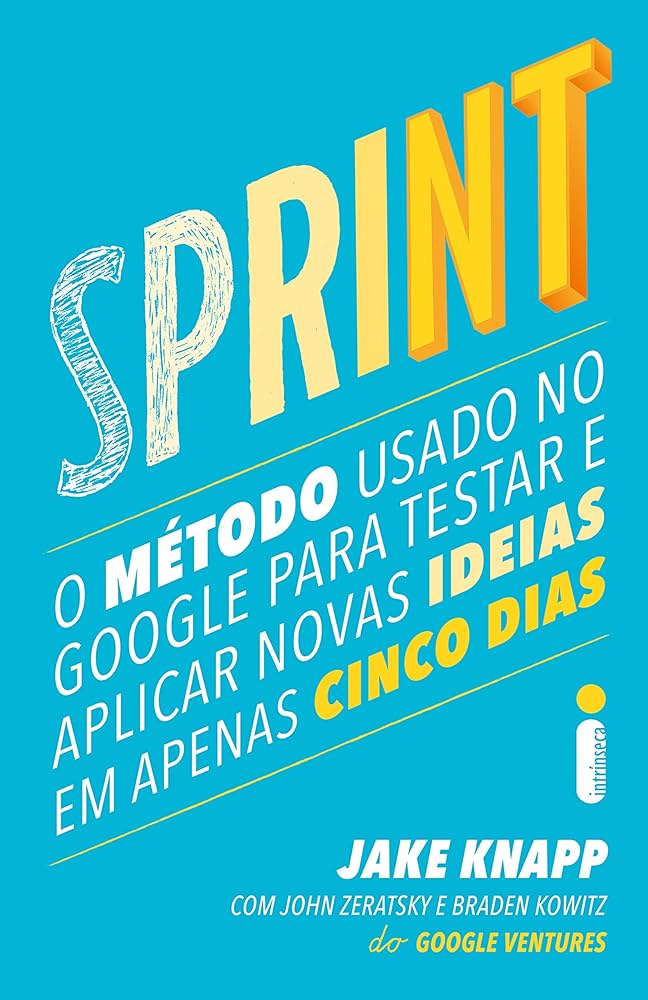 SPRINT
O MÉTODO USADO NO
GOOGLE PARA TESTAR E
APLICAR NOVAS IDEIAS
EM APENAS CINCO DIAS
intrínseca
JAKE KNAPP
COM JOHN ZERATSKY E BRADEN KOWITZ
do GOOGLE VENTURES